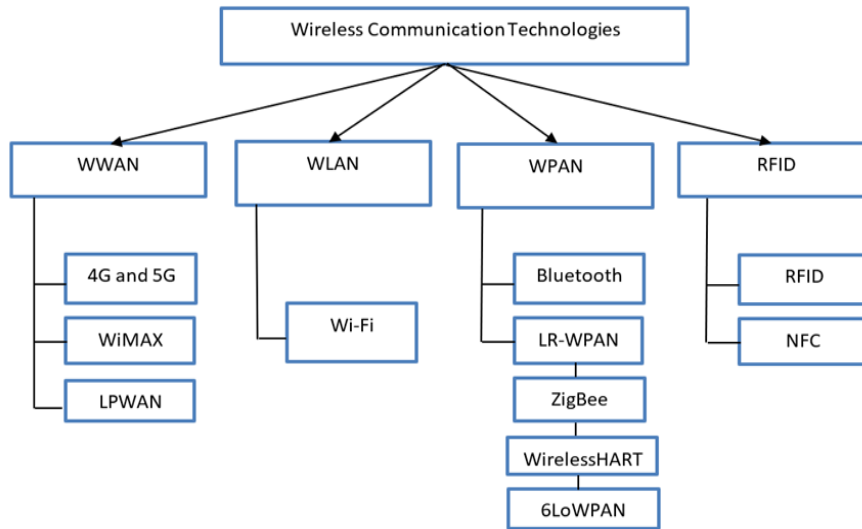 Wireless Communication Technologies
WWAN
WLAN
WPAN
RFID
4G and 5G
WiMAX
LPWAN
Wi-Fi
Bluetooth
LR-WPAN
ZigBee
WirelessHART
6LoWPAN
RFID
NFC